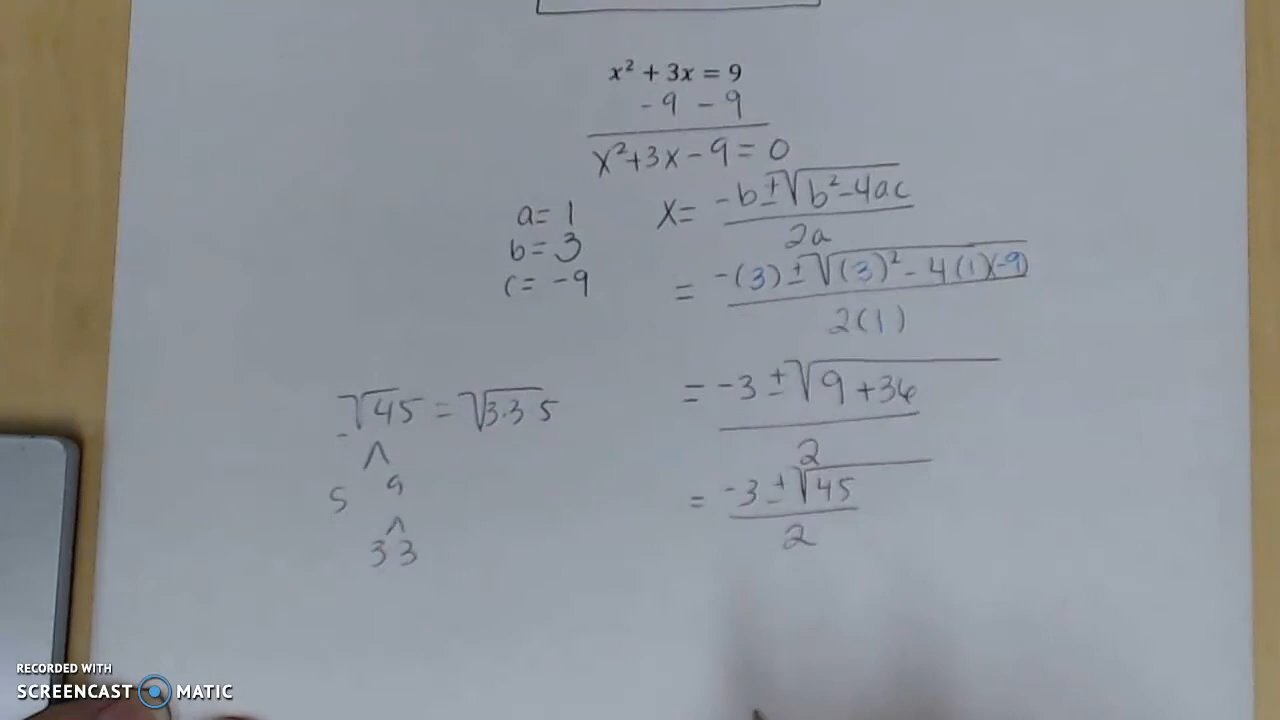 x² + 3x = 9
-9 -9
x²+3x-9=0
a= 1
b= 3
c= -9
x= -b±√b²-4ac
2a
= -(3)±√(3)²-4(1)(-9)
2(1)
= -3±√9+36
2
= -3±√45
2
√45 = √3·3 5
5 9
3 3
RECORDED WITH
SCREENCAST MATIC